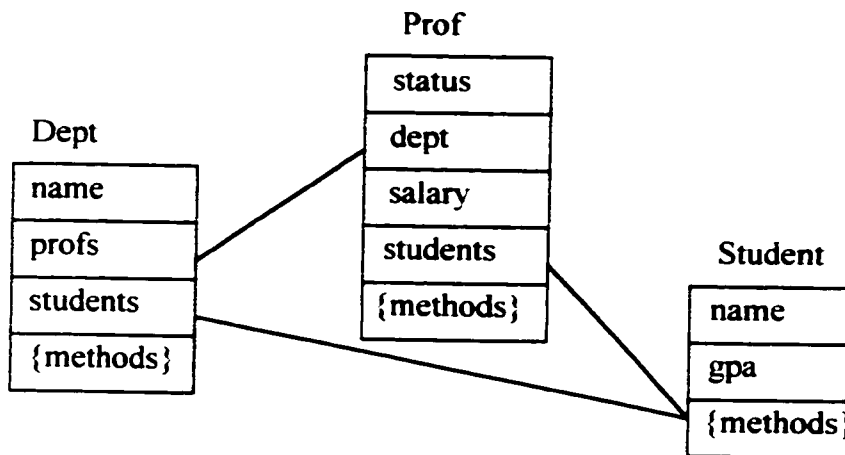 Prof
status
dept
salary
students
{methods}
Dept
name
profs
students
{methods}
Student
name
gpa
{methods}